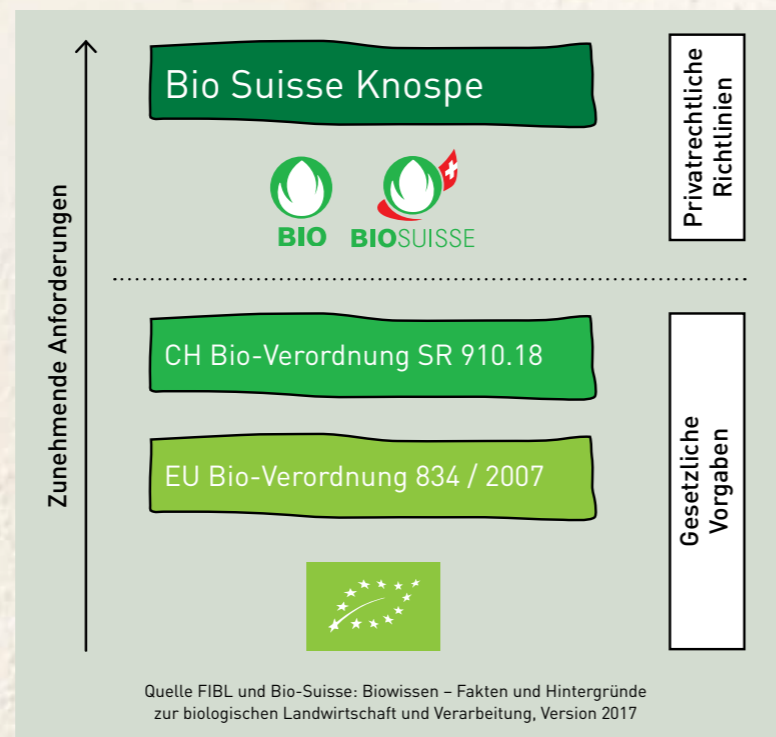 Bio Suisse Knospe
Privatrechtliche
Richtlinien
BIO
BIOSUISSE
Zunehmende Anforderungen
CH Bio-Verordnung SR 910.18
EU Bio-Verordnung 834 / 2007
Gesetzliche
Vorgaben
Quelle FIBL und Bio-Suisse: Biowissen – Fakten und Hintergründe
zur biologischen Landwirtschaft und Verarbeitung, Version 2017